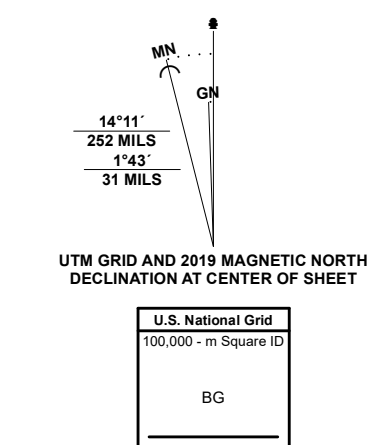 MN
GN
14°11´
252 MILS
1°43´
31 MILS
UTM GRID AND 2019 MAGNETIC NORTH
DECLINATION AT CENTER OF SHEET
U.S. National Grid
100,000 - m Square ID
BG